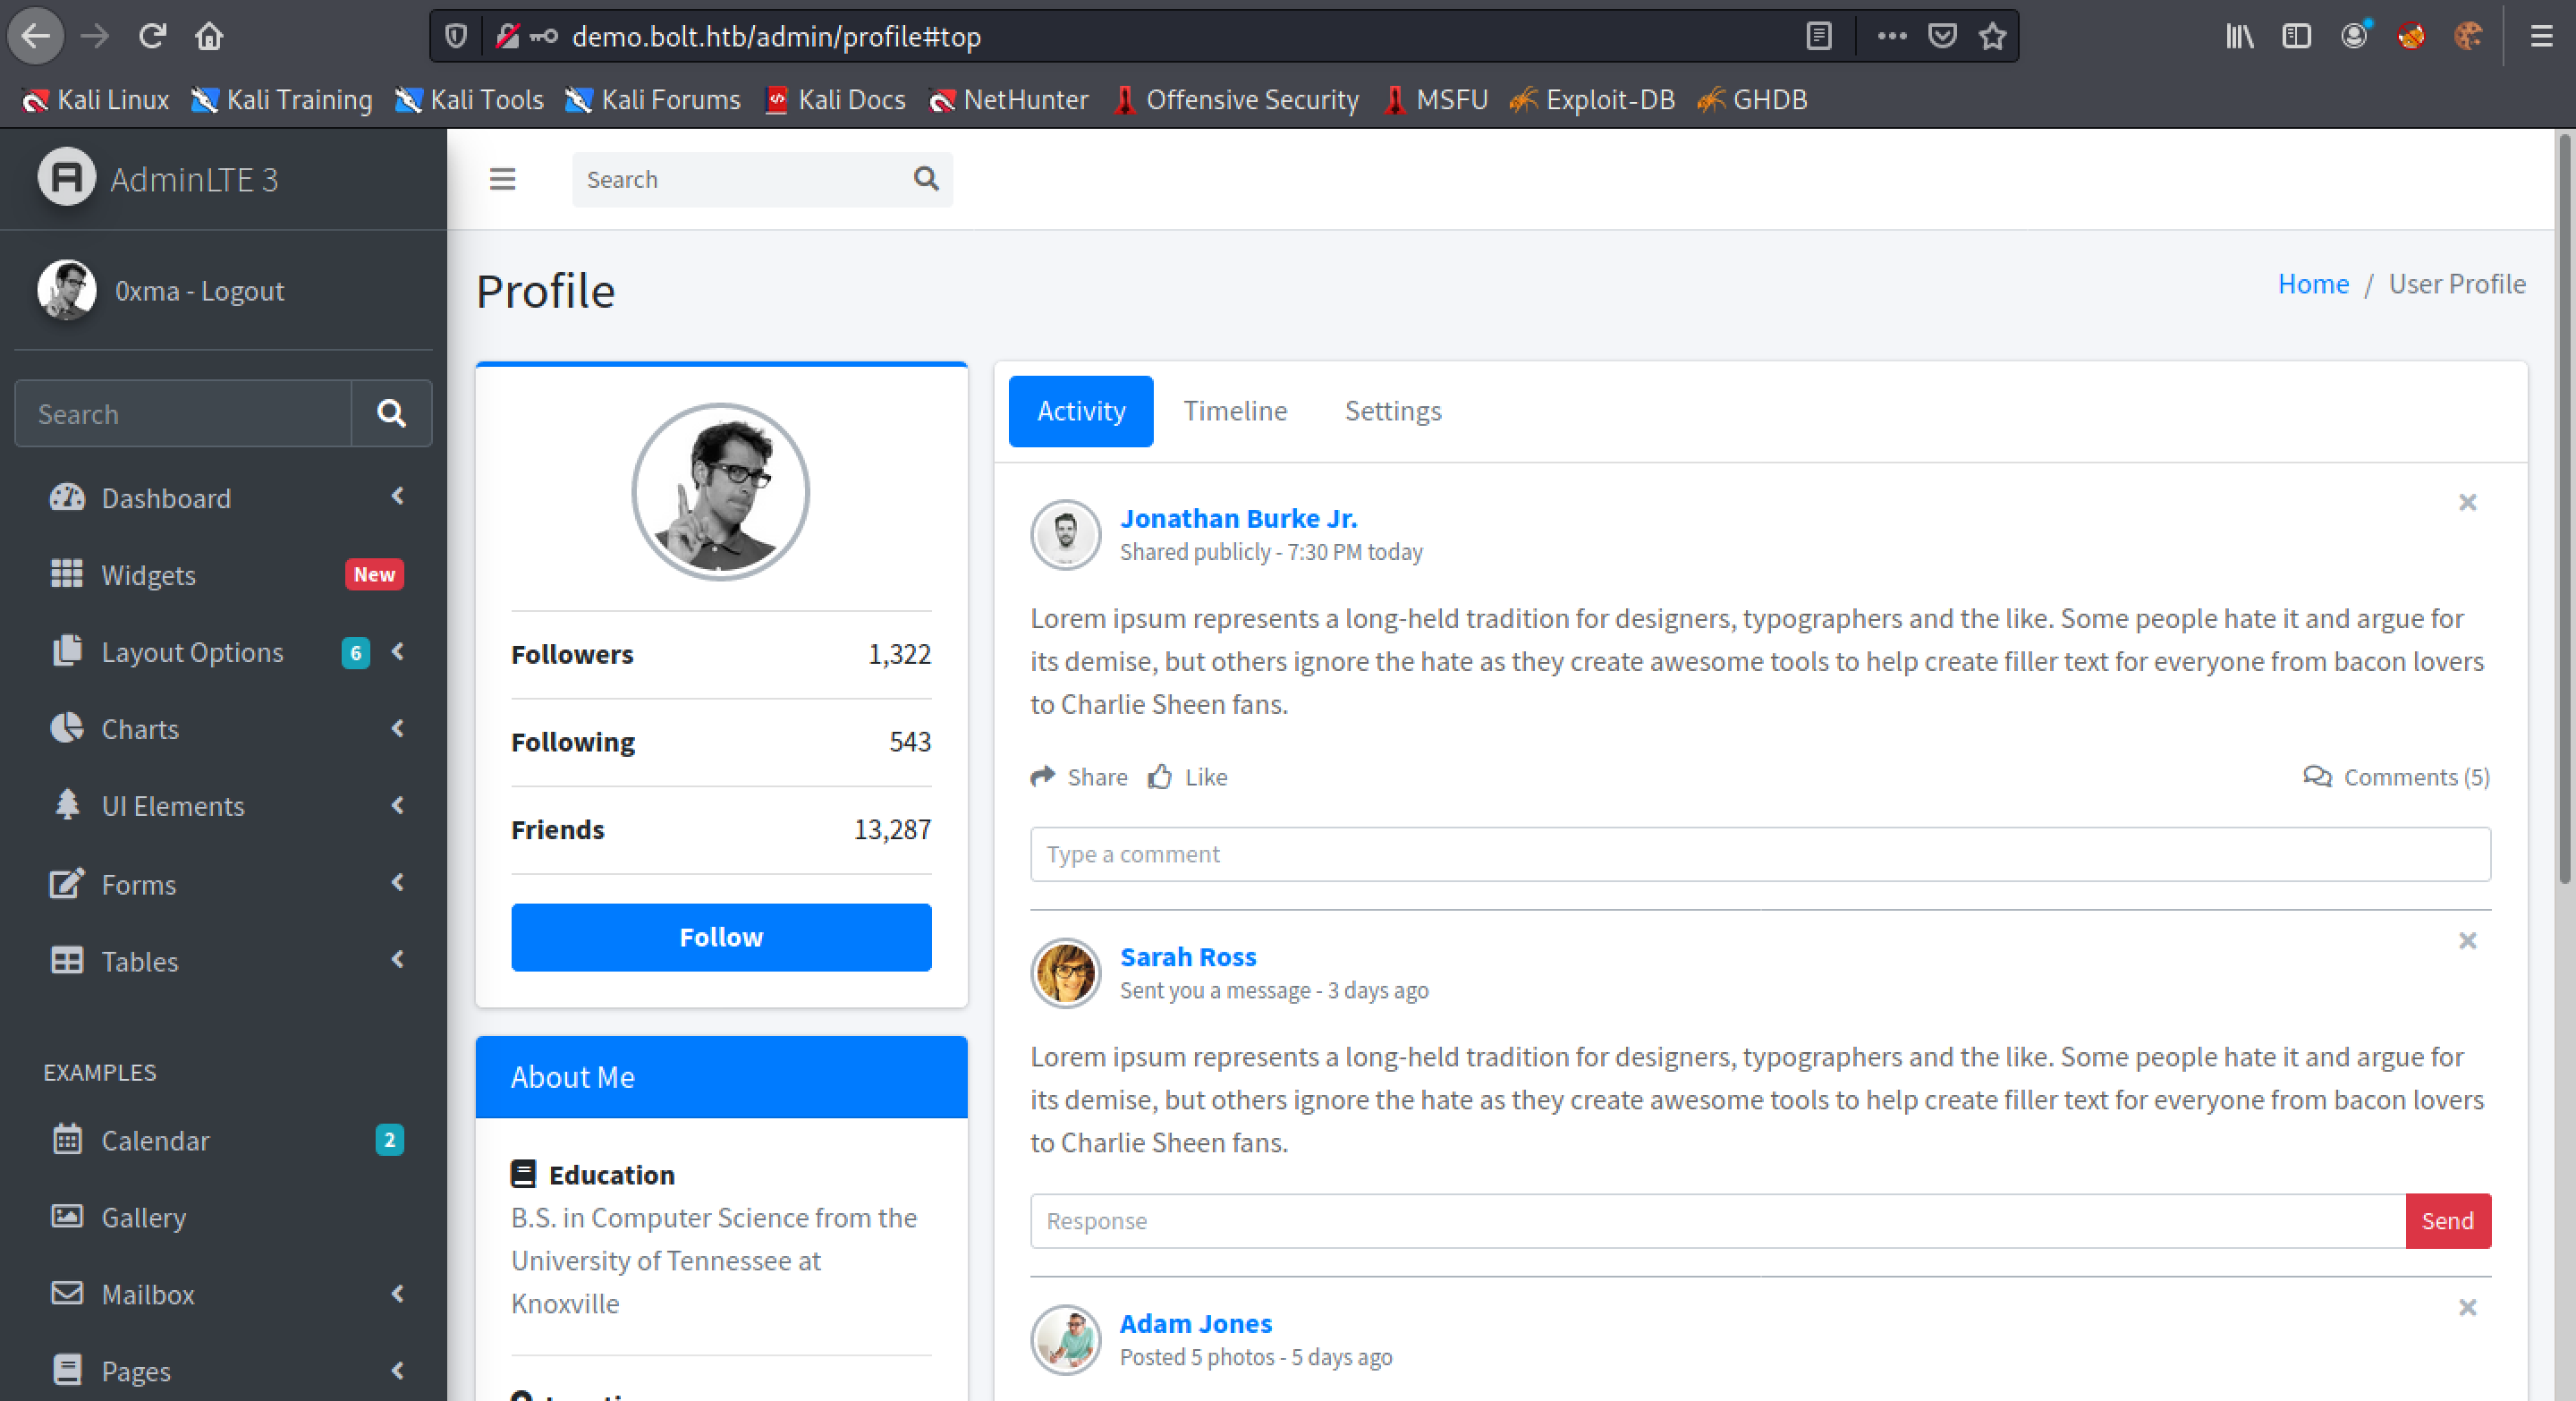 demo.bolt.htb/admin/profile#top
Kali Linux Kali Training Kali Tools Kali Forums Kali Docs NetHunter Offensive Security MSFU Exploit-DB GHDB
AdminLTE 3
Search
0xma - Logout
Search
Dashboard
Widgets New
Layout Options 6
Charts
UI Elements
Forms
Tables
EXAMPLES
Calendar 2
Gallery
Mailbox
Pages
Profile
Home / User Profile
Followers 1,322
Following 543
Friends 13,287
Follow
About Me
Education
B.S. in Computer Science from the
University of Tennessee at
Knoxville
Activity Timeline Settings
Jonathan Burke Jr.
Shared publicly - 7:30 PM today
Lorem ipsum represents a long-held tradition for designers, typographers and the like. Some people hate it and argue for
its demise, but others ignore the hate as they create awesome tools to help create filler text for everyone from bacon lovers
to Charlie Sheen fans.
Share Like Comments (5)
Type a comment
Sarah Ross
Sent you a message - 3 days ago
Lorem ipsum represents a long-held tradition for designers, typographers and the like. Some people hate it and argue for
its demise, but others ignore the hate as they create awesome tools to help create filler text for everyone from bacon lovers
to Charlie Sheen fans.
Response Send
Adam Jones
Posted 5 photos - 5 days ago